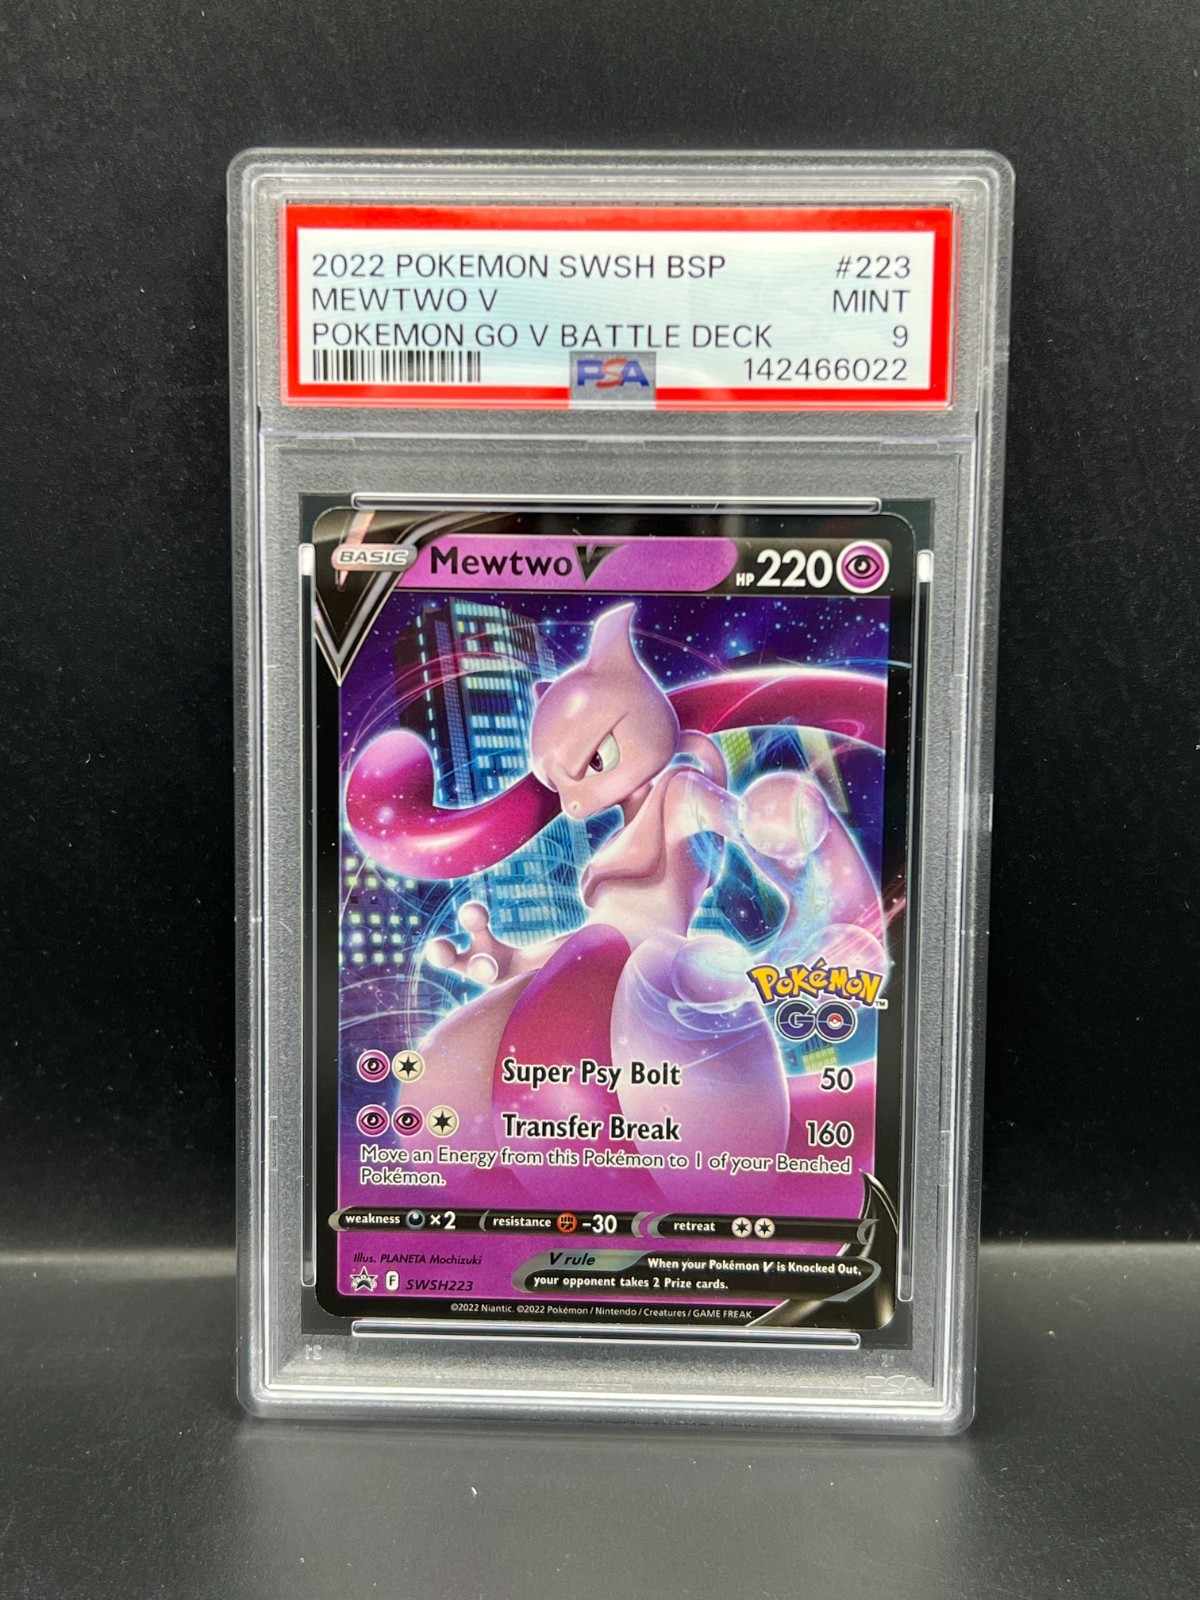 2022 POKEMON SWSH BSP #223
MEWTWO V MINT
POKEMON GO V BATTLE DECK 9
PSA 142466022
BASIC Mewtwo V HP 220
Pokémon
GO
Super Psy Bolt 50
Transfer Break 160
Move an Energy from this Pokémon to 1 of your Benched
Pokémon.
weakness ×2 resistance -30 retreat
Illus. PLANETA Mochizuki
V rule When your Pokémon V is Knocked Out,
your opponent takes 2 Prize cards.
F SWSH223
©2022 Niantic. ©2022 Pokémon / Nintendo / Creatures / GAME FREAK
PSA